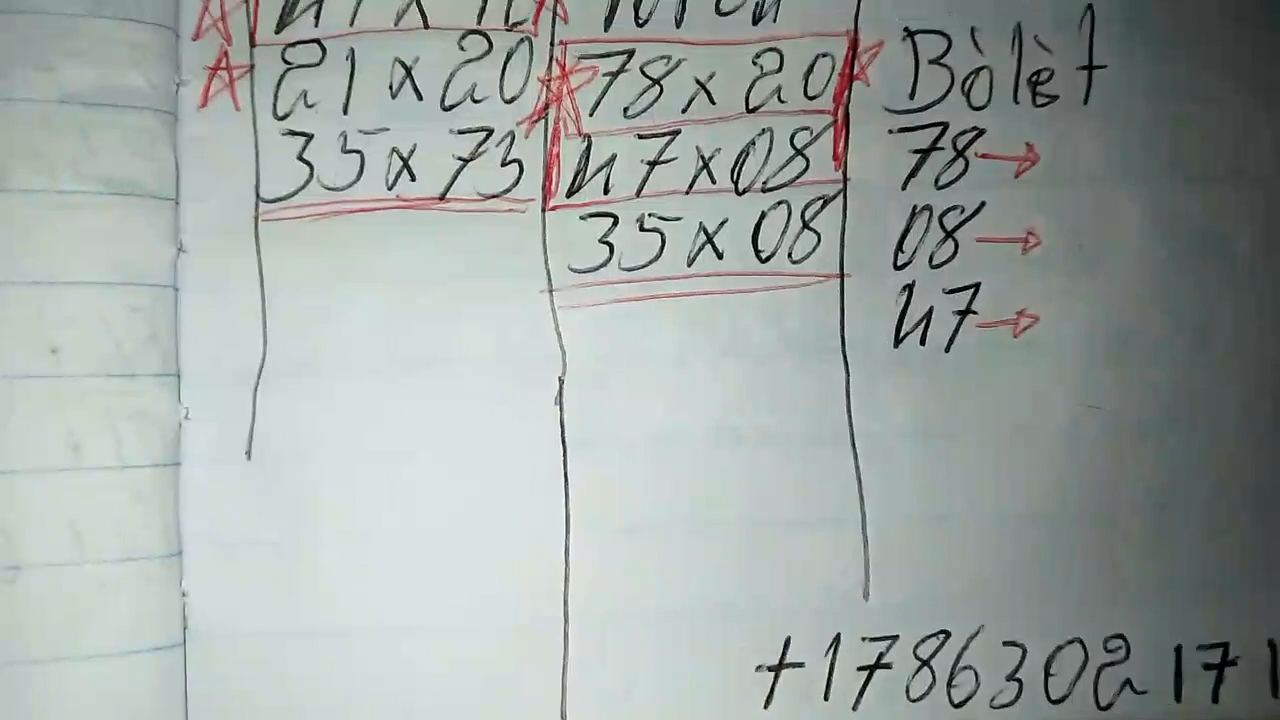 21 x 20
35 x 73
78 x 20
47 x 08
35 x 08
Bòlèt
78→
08→
47→
+1786302171